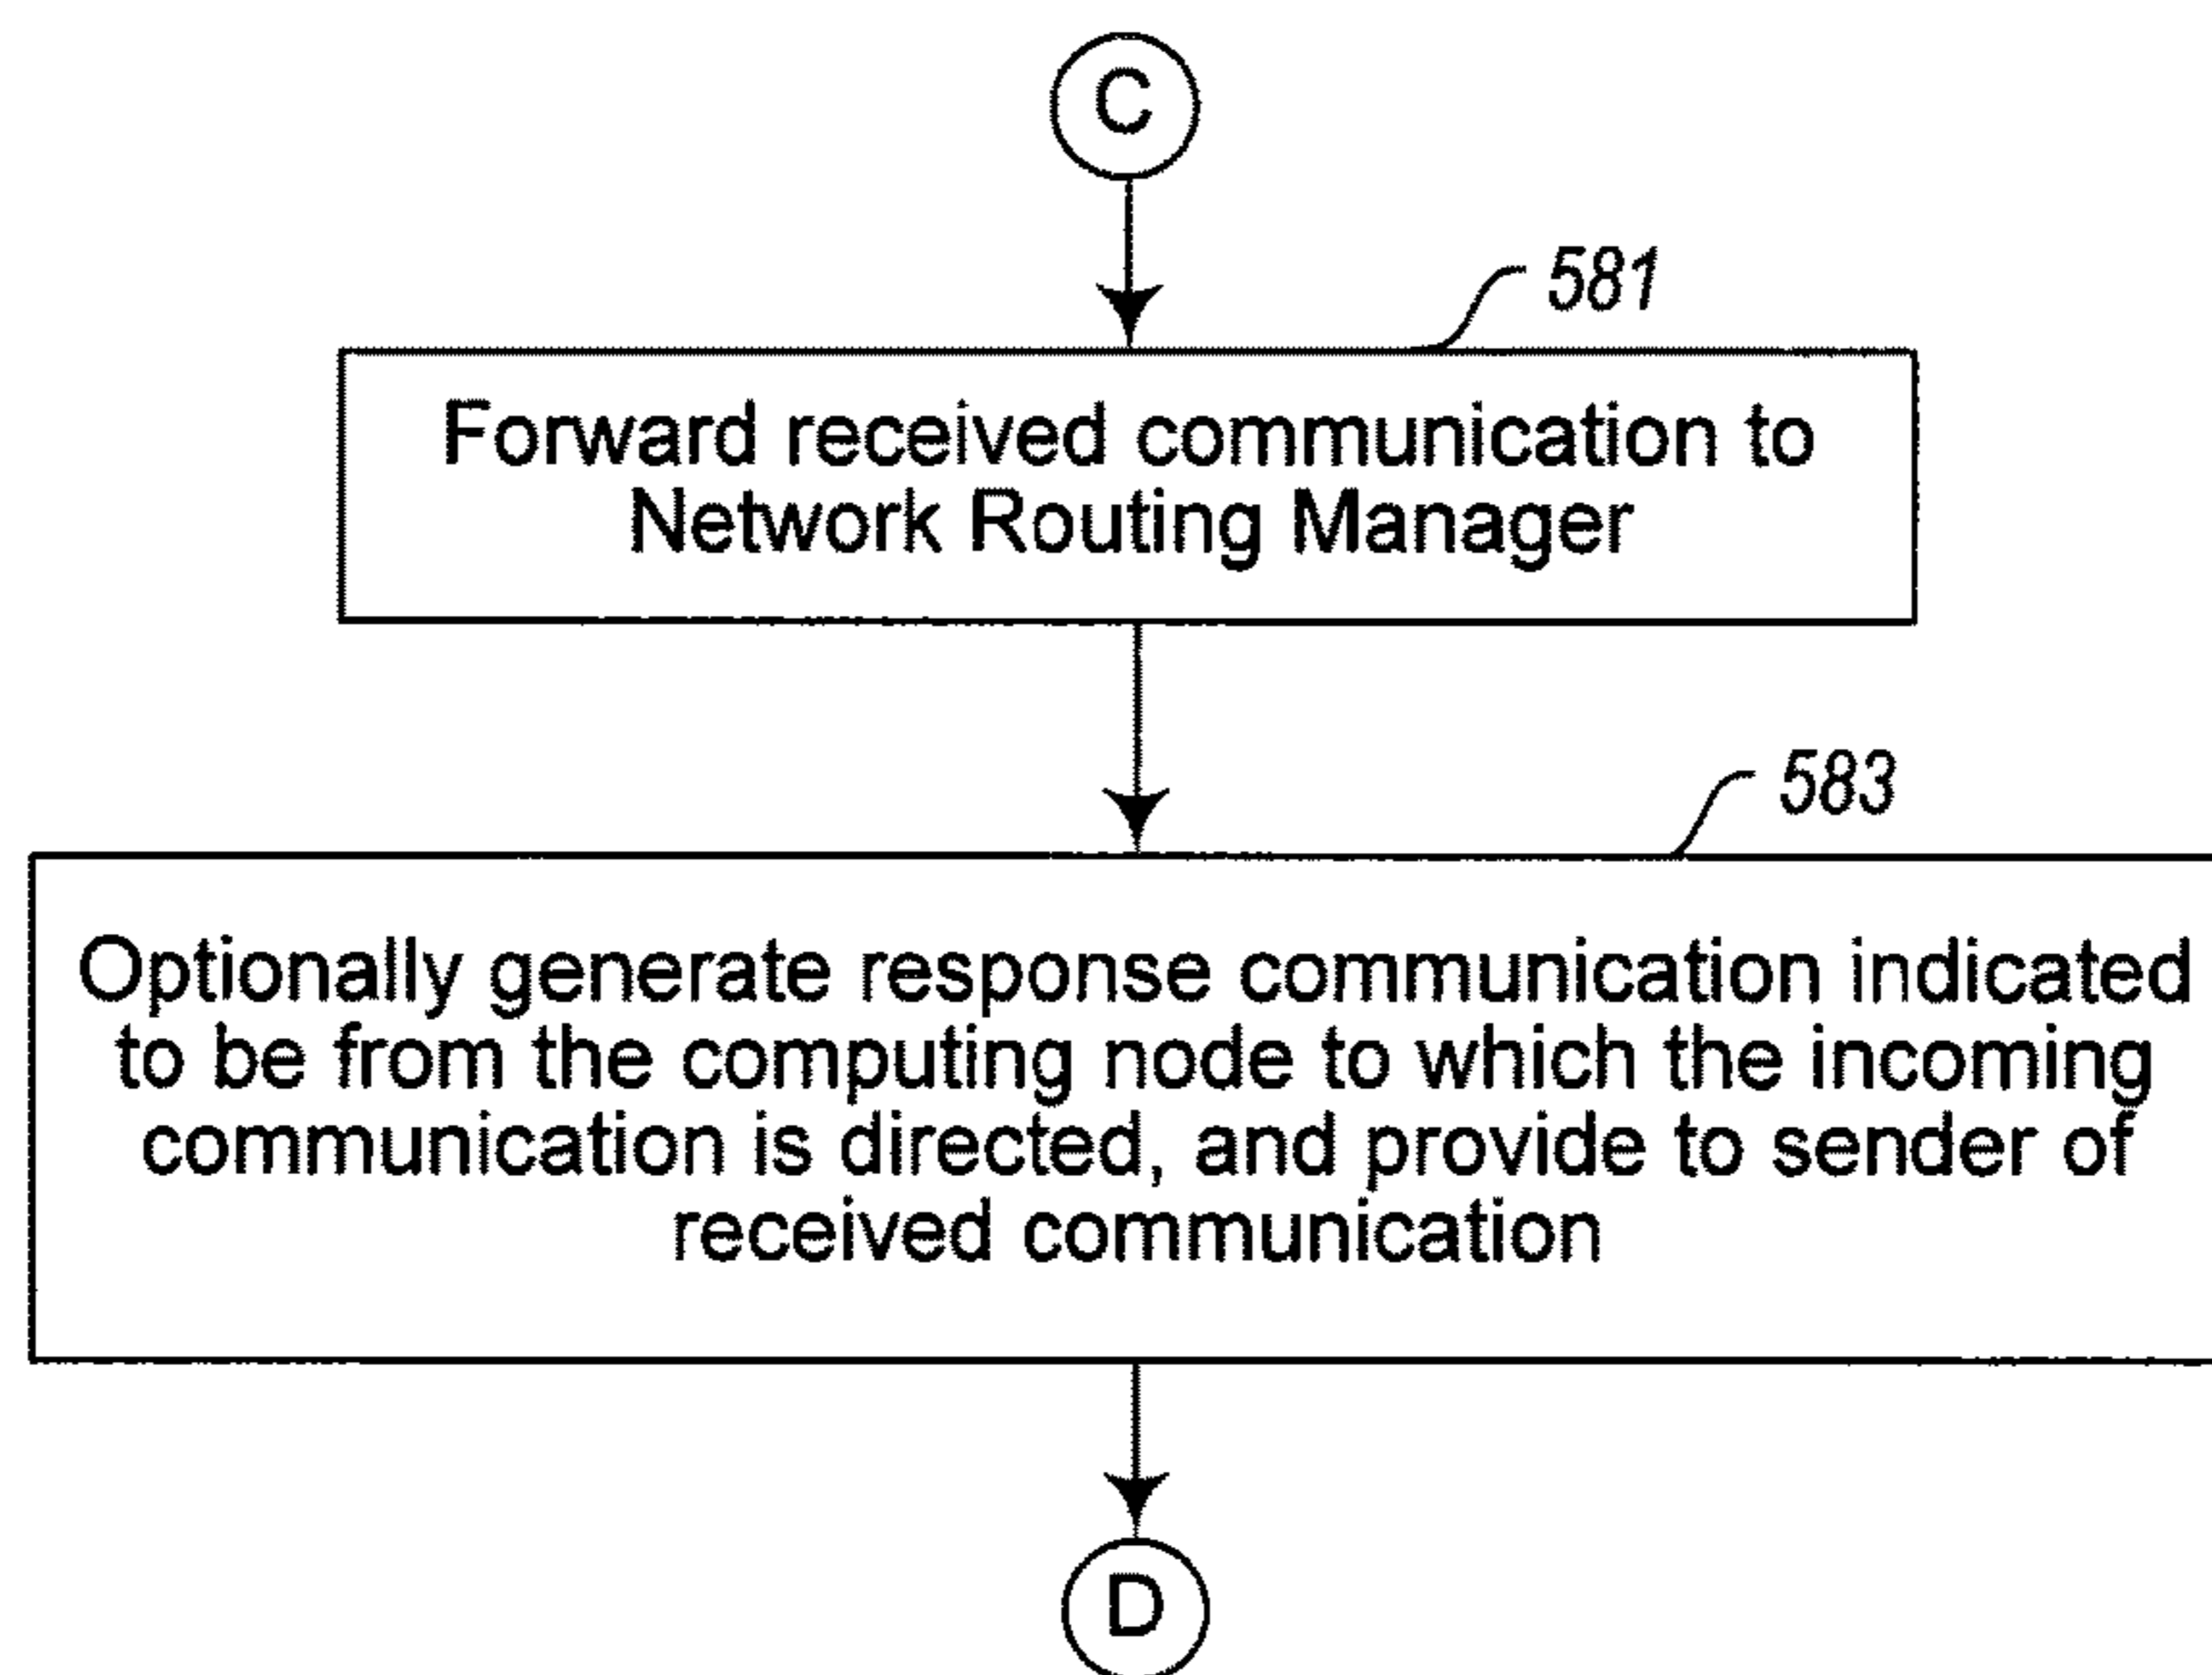 C
581
Forward received communication to
Network Routing Manager
583
Optionally generate response communication indicated
to be from the computing node to which the incoming
communication is directed, and provide to sender of
received communication
D